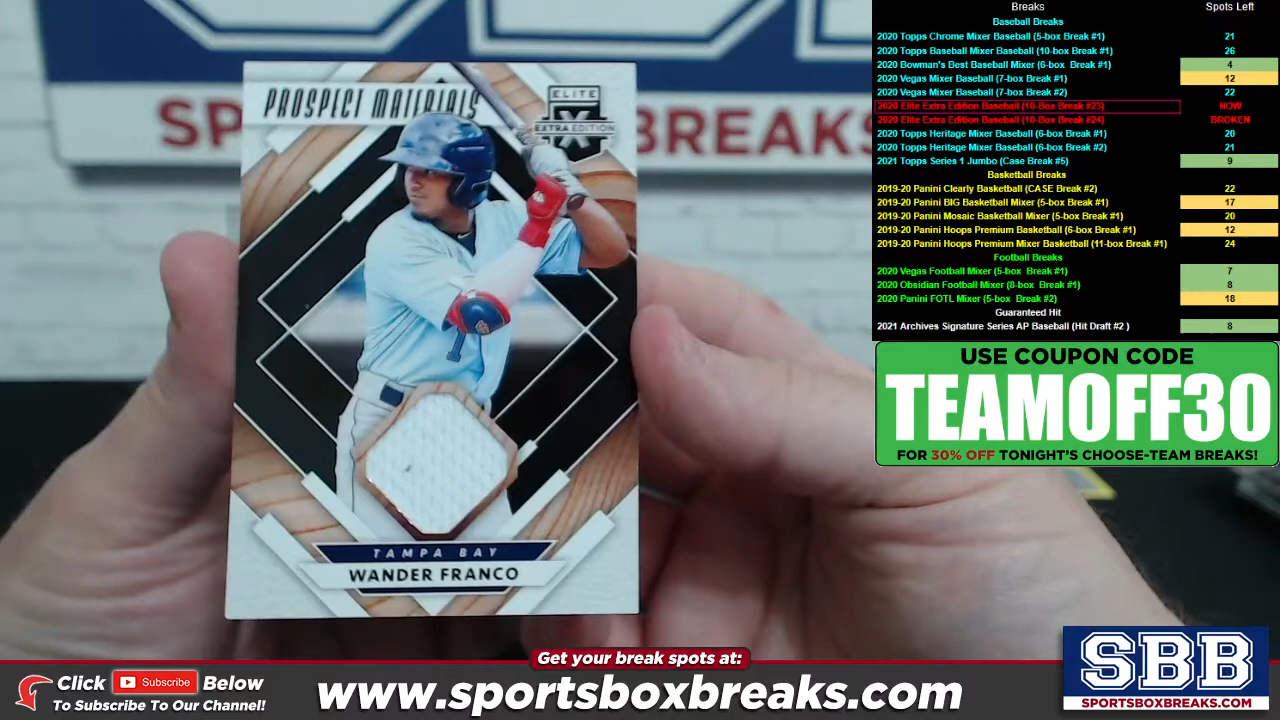 PROSPECT MATERIALS
ELITE
EXTRA EDITION
S
BREAKS
TAMPA BAY
WANDER FRANCO
Breaks Spots Left
Baseball Breaks
2020 Topps Chrome Mixer Baseball (5-box Break #1) 21
2020 Topps Baseball Mixer Baseball (10-box Break #1) 26
2020 Bowman's Best Baseball Mixer (6-box Break #1) 4
2020 Vegas Mixer Baseball (7-box Break #1) 12
2020 Vegas Mixer Baseball (7-box Break #2) 22
2020 Elite Extra Edition Baseball (10-Box Break #23) NOW
2020 Elite Extra Edition Baseball (10-Box Break #24) BROKEN
2020 Topps Heritage Mixer Baseball (6-box Break #1) 20
2020 Topps Heritage Mixer Baseball (6-box Break #2) 21
2021 Topps Series 1 Jumbo (Case Break #5) 9
Basketball Breaks
2019-20 Panini Clearly Basketball (CASE Break #2) 22
2019-20 Panini BIG Basketball Mixer (5-box Break #1) 17
2019-20 Panini Mosaic Basketball Mixer (5-box Break #1) 20
2019-20 Panini Hoops Premium Basketball (6-box Break #1) 12
2019-20 Panini Hoops Premium Mixer Basketball (11-box Break #1) 24
Football Breaks
2020 Vegas Football Mixer (5-box Break #1) 7
2020 Obsidian Football Mixer (8-box Break #1) 8
2020 Panini FOTL Mixer (5-box Break #2) 18
Guaranteed Hit
2021 Archives Signature Series AP Baseball (Hit Draft #2 ) 8
USE COUPON CODE
TEAMOFF30
FOR 30% OFF TONIGHT'S CHOOSE-TEAM BREAKS!
Get your break spots at:
Click Subscribe Below
To Subscribe To Our Channel!
www.sportsboxbreaks.com
SBB
SPORTSBOXBREAKS.COM